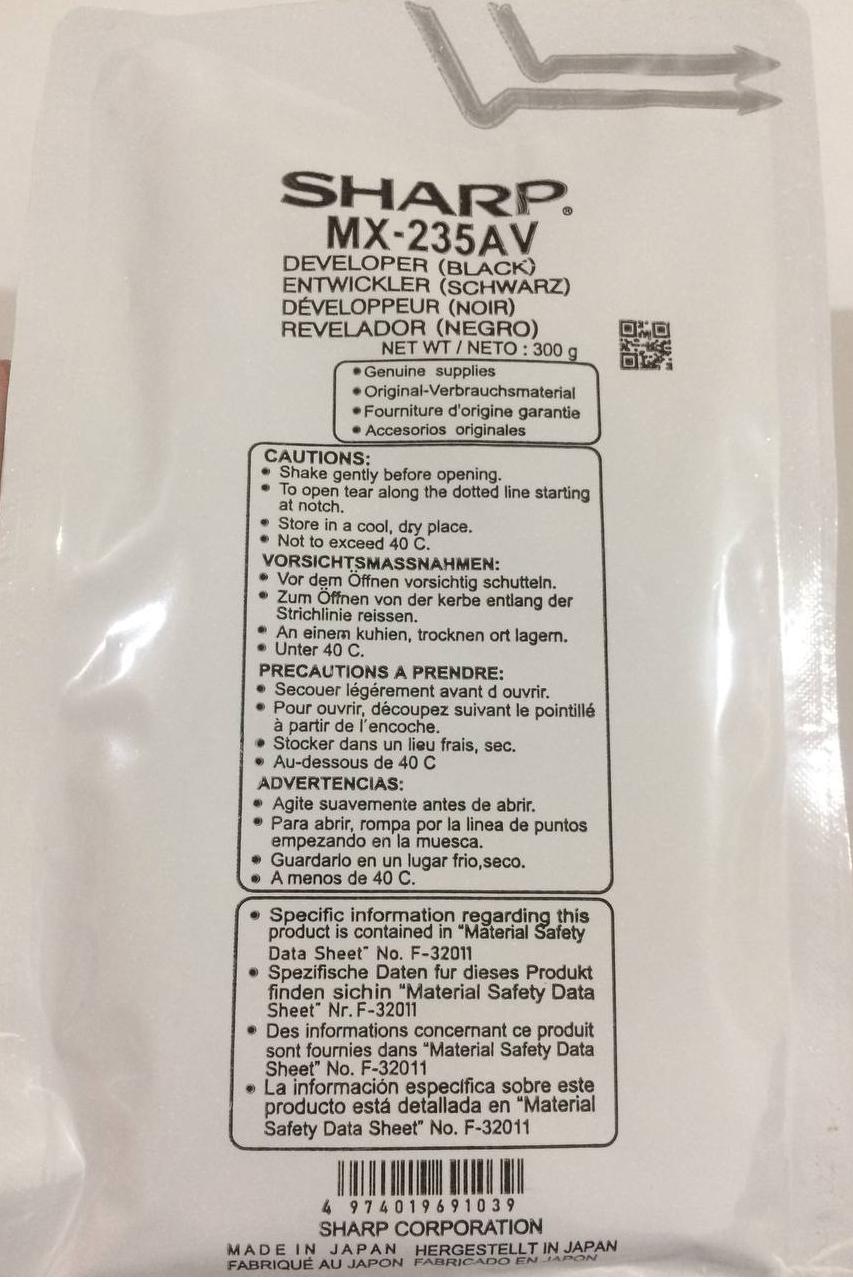 SHARP®
MX-235AV
DEVELOPER (BLACK)
ENTWICKLER (SCHWARZ)
DÉVELOPPEUR (NOIR)
REVELADOR (NEGRO)
NET WT / NETO : 300 g
• Genuine supplies
• Original-Verbrauchsmaterial
• Fourniture d'origine garantie
• Accesorios originales
CAUTIONS:
• Shake gently before opening.
• To open tear along the dotted line starting
at notch.
• Store in a cool, dry place.
• Not to exceed 40 C.
VORSICHTSMASSNAHMEN:
• Vor dem Öffnen vorsichtig schutteln.
• Zum Öffnen von der kerbe entlang der
Strichlinie reissen.
• An einem kuhien, trocknen ort lagern.
• Unter 40 C.
PRECAUTIONS A PRENDRE:
• Secouer légérement avant d ouvrir.
• Pour ouvrir, découpez suivant le pointillé
à partir de l'encoche.
• Stocker dans un lieu frais, sec.
• Au-dessous de 40 C
ADVERTENCIAS:
• Agite suavemente antes de abrir.
• Para abrir, rompa por la linea de puntos
empezando en la muesca.
• Guardarlo en un lugar frio,seco.
• A menos de 40 C.
• Specific information regarding this
product is contained in "Material Safety
Data Sheet" No. F-32011
• Spezifische Daten fur dieses Produkt
finden sichin "Material Safety Data
Sheet" Nr. F-32011
• Des informations concernant ce produit
sont fournies dans "Material Safety Data
Sheet" No. F-32011
• La información específica sobre este
producto está detallada en "Material
Safety Data Sheet" No. F-32011
4 974019691039
SHARP CORPORATION
MADE IN JAPAN HERGESTELLT IN JAPAN
FABRIQUÉ AU JAPON FABRICADO EN JAPON